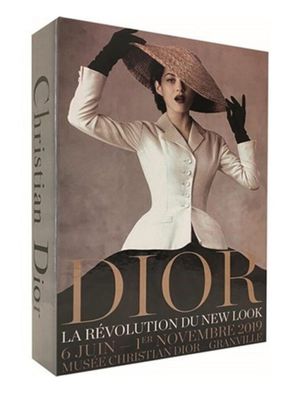 Christian Dior
DIOR
LA RÉVOLUTION DU NEW LOOK
6 JUIN – 1ER NOVEMBRE 2019
MUSÉE CHRISTIAN DIOR – GRANVILLE